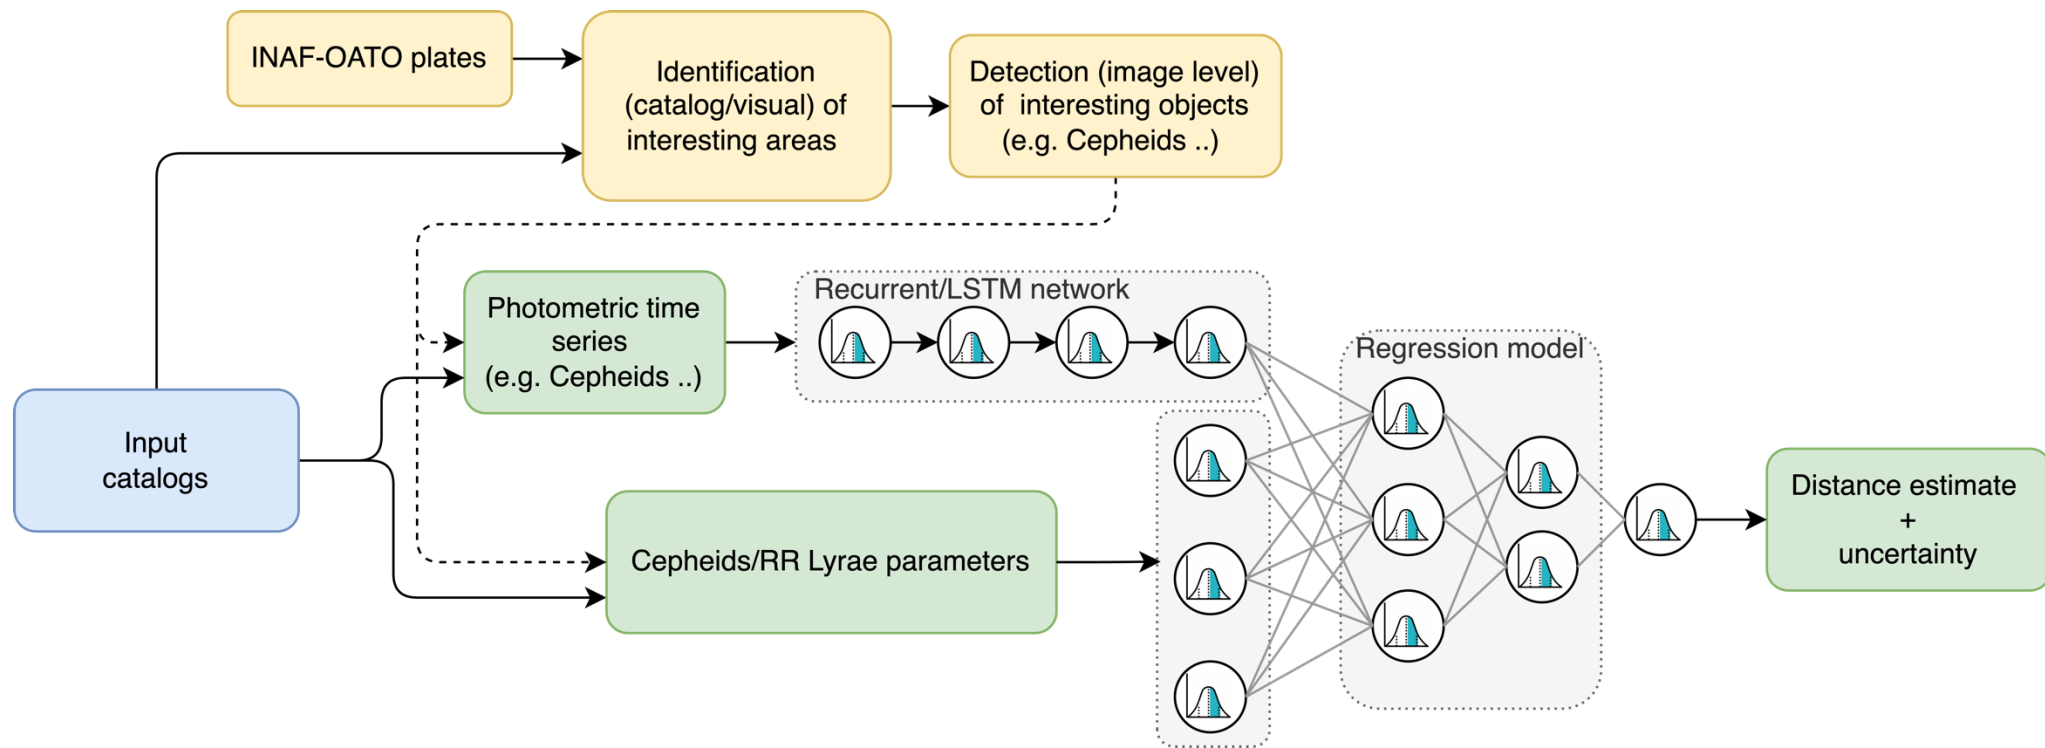 INAF-OATO plates
Identification
(catalog/visual) of
interesting areas
Detection (image level)
of interesting objects
(e.g. Cepheids ..)
Photometric time
series
(e.g. Cepheids ..)
Recurrent/LSTM network
Regression model
Input
catalogs
Cepheids/RR Lyrae parameters
Distance estimate
+
uncertainty